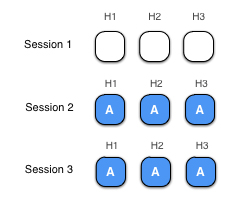 H1 H2 H3
Session 1
H1 H2 H3
Session 2 A A A
H1 H2 H3
Session 3 A A A